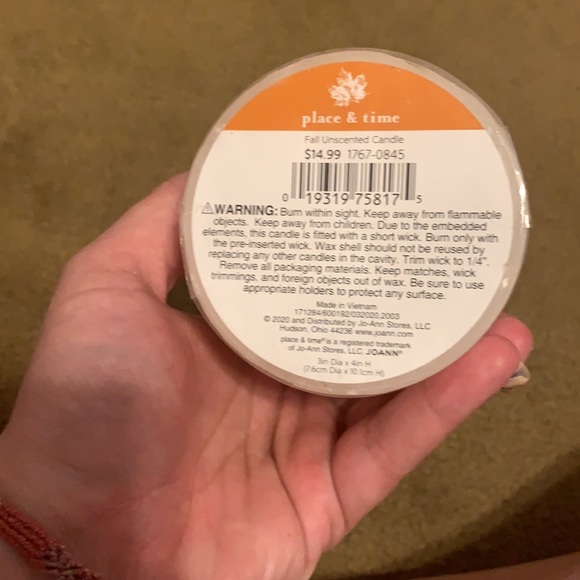 place & time
Fall Unscented Candle
$14.99 1767-0845
0 19319 75817 5
⚠WARNING: Burn within sight. Keep away from flammable
objects. Keep away from children. Due to the embedded
elements, this candle is fitted with a short wick. Burn only with
the pre-inserted wick. Wax shell should not be reused by
replacing any other candles in the cavity. Trim wick to 1/4".
Remove all packaging materials. Keep matches, wick
trimmings, and foreign objects out of wax. Be sure to use
appropriate holders to protect any surface.
Made in Vietnam
171284/600192/032020,2003
© 2020 and Distributed by Jo-Ann Stores, LLC
Hudson, Ohio 44236 www.joann.com
place & time® is a registered trademark
of Jo-Ann Stores, LLC. JOANN®
3in Dia x 4in H
(7.6cm Dia x 10.1cm H)